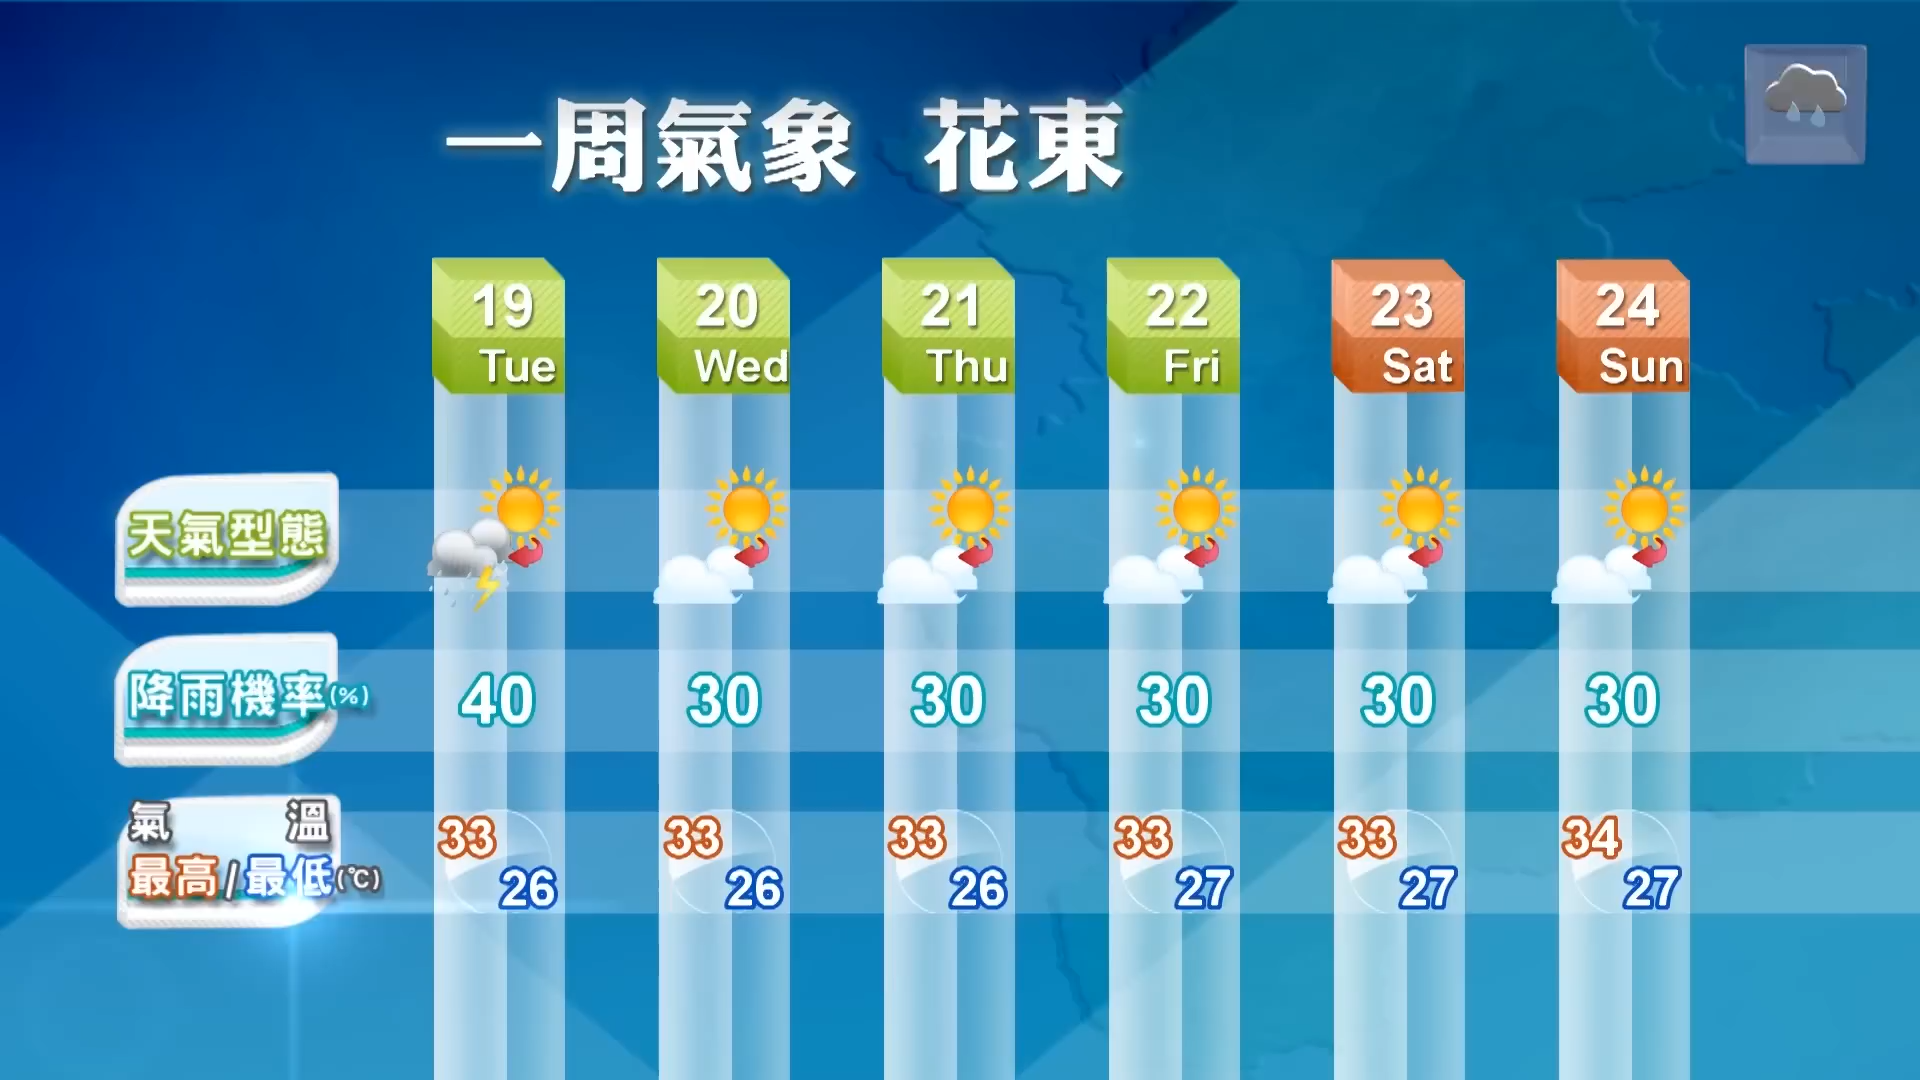 一周氣象 花東
19 20 21 22 23 24
Tue Wed Thu Fri Sat Sun
天氣型態
降雨機率(%) 40 30 30 30 30 30
氣 溫
33 33 33 33 33 34
最高/最低(℃) 26 26 26 27 27 27